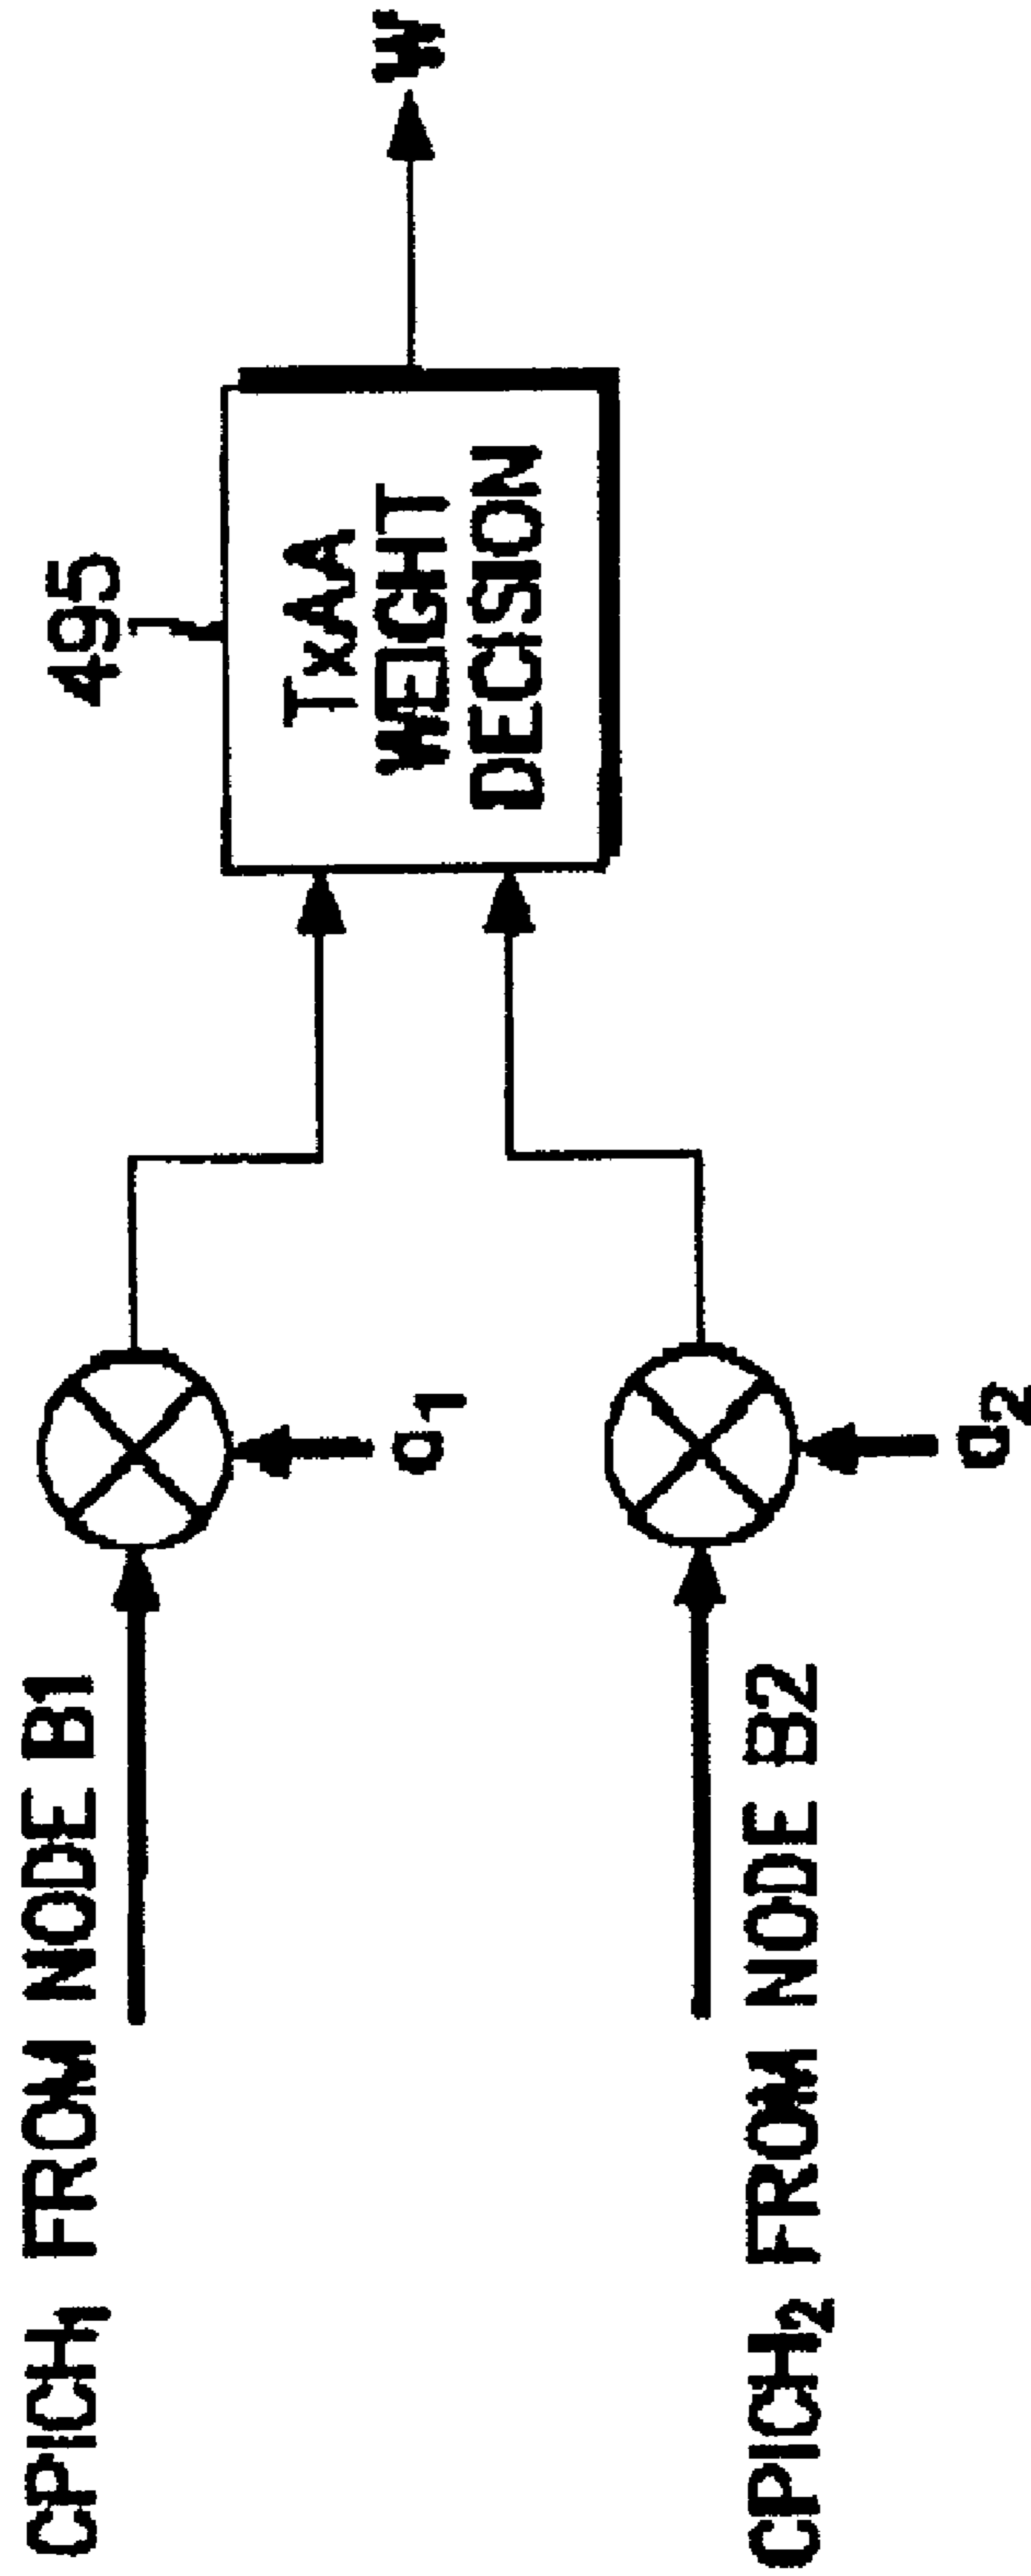 CPICH₁ FROM NODE B1
a₁
495
TxAA
WEIGHT
DECISION
W
CPICH₂ FROM NODE B2
a₂